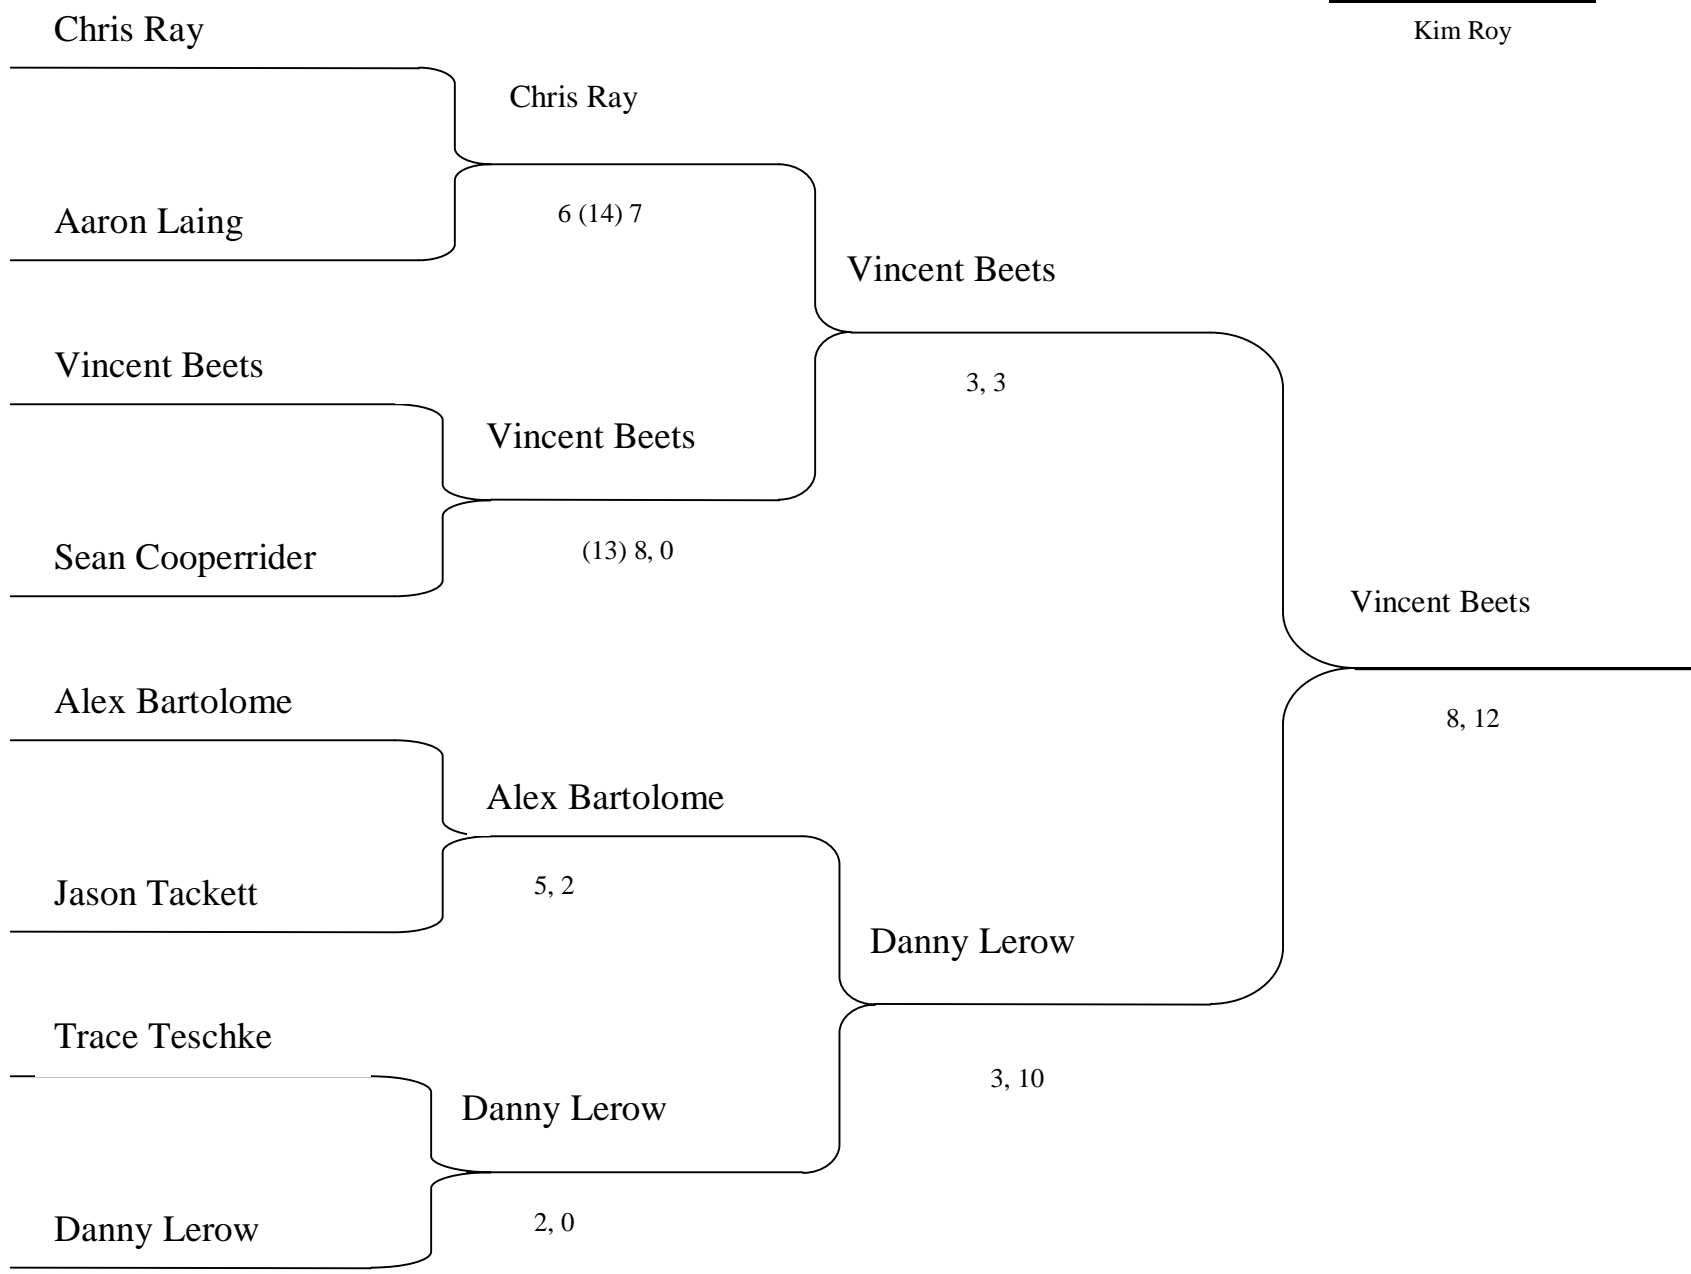 Chris Ray
Kim Roy
Chris Ray
Aaron Laing
6 (14) 7
Vincent Beets
Vincent Beets
3, 3
Vincent Beets
Sean Cooperrider
(13) 8, 0
Vincent Beets
Alex Bartolome
8, 12
Alex Bartolome
Jason Tackett
5, 2
Danny Lerow
Trace Teschke
3, 10
Danny Lerow
Danny Lerow
2, 0